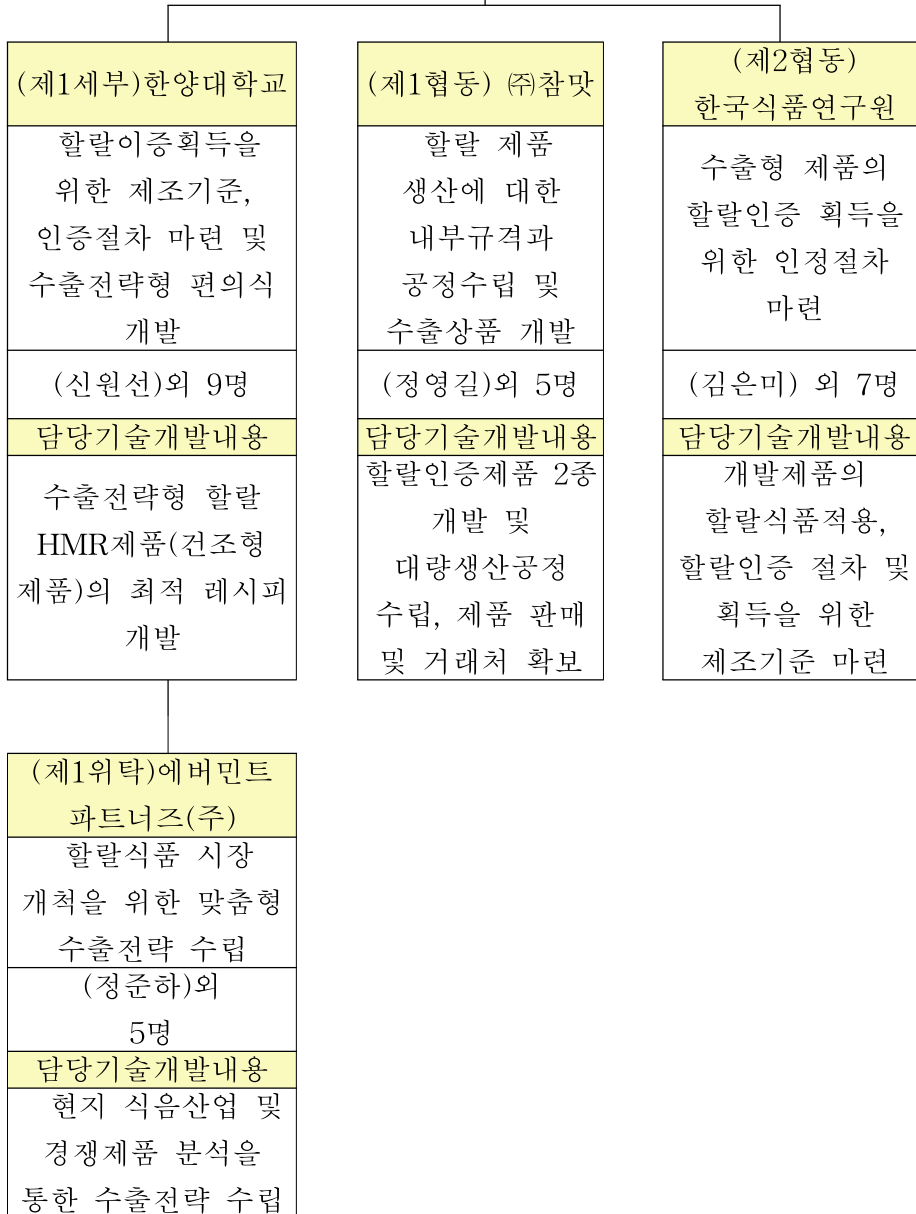 (제1세부)한양대학교
할랄이증획득을
위한 제조기준,
인증절차 마련 및
수출전략형 편의식
개발
(신원선)외 9명
담당기술개발내용
수출전략형 할랄
HMR제품(건조형
제품)의 최적 레시피
개발
(제1협동) ㈜참맛
할랄 제품
생산에 대한
내부규격과
공정수립 및
수출상품 개발
(정영길)외 5명
담당기술개발내용
할랄인증제품 2종
개발 및
대량생산공정
수립, 제품 판매
및 거래처 확보
(제2협동)
한국식품연구원
수출형 제품의
할랄인증 획득을
위한 인정절차
마련
(김은미) 외 7명
담당기술개발내용
개발제품의
할랄식품적용,
할랄인증 절차 및
획득을 위한
제조기준 마련
(제1위탁)에버민트
파트너즈(주)
할랄식품 시장
개척을 위한 맞춤형
수출전략 수립
(정준하)외
5명
담당기술개발내용
현지 식음산업 및
경쟁제품 분석을
통한 수출전략 수립